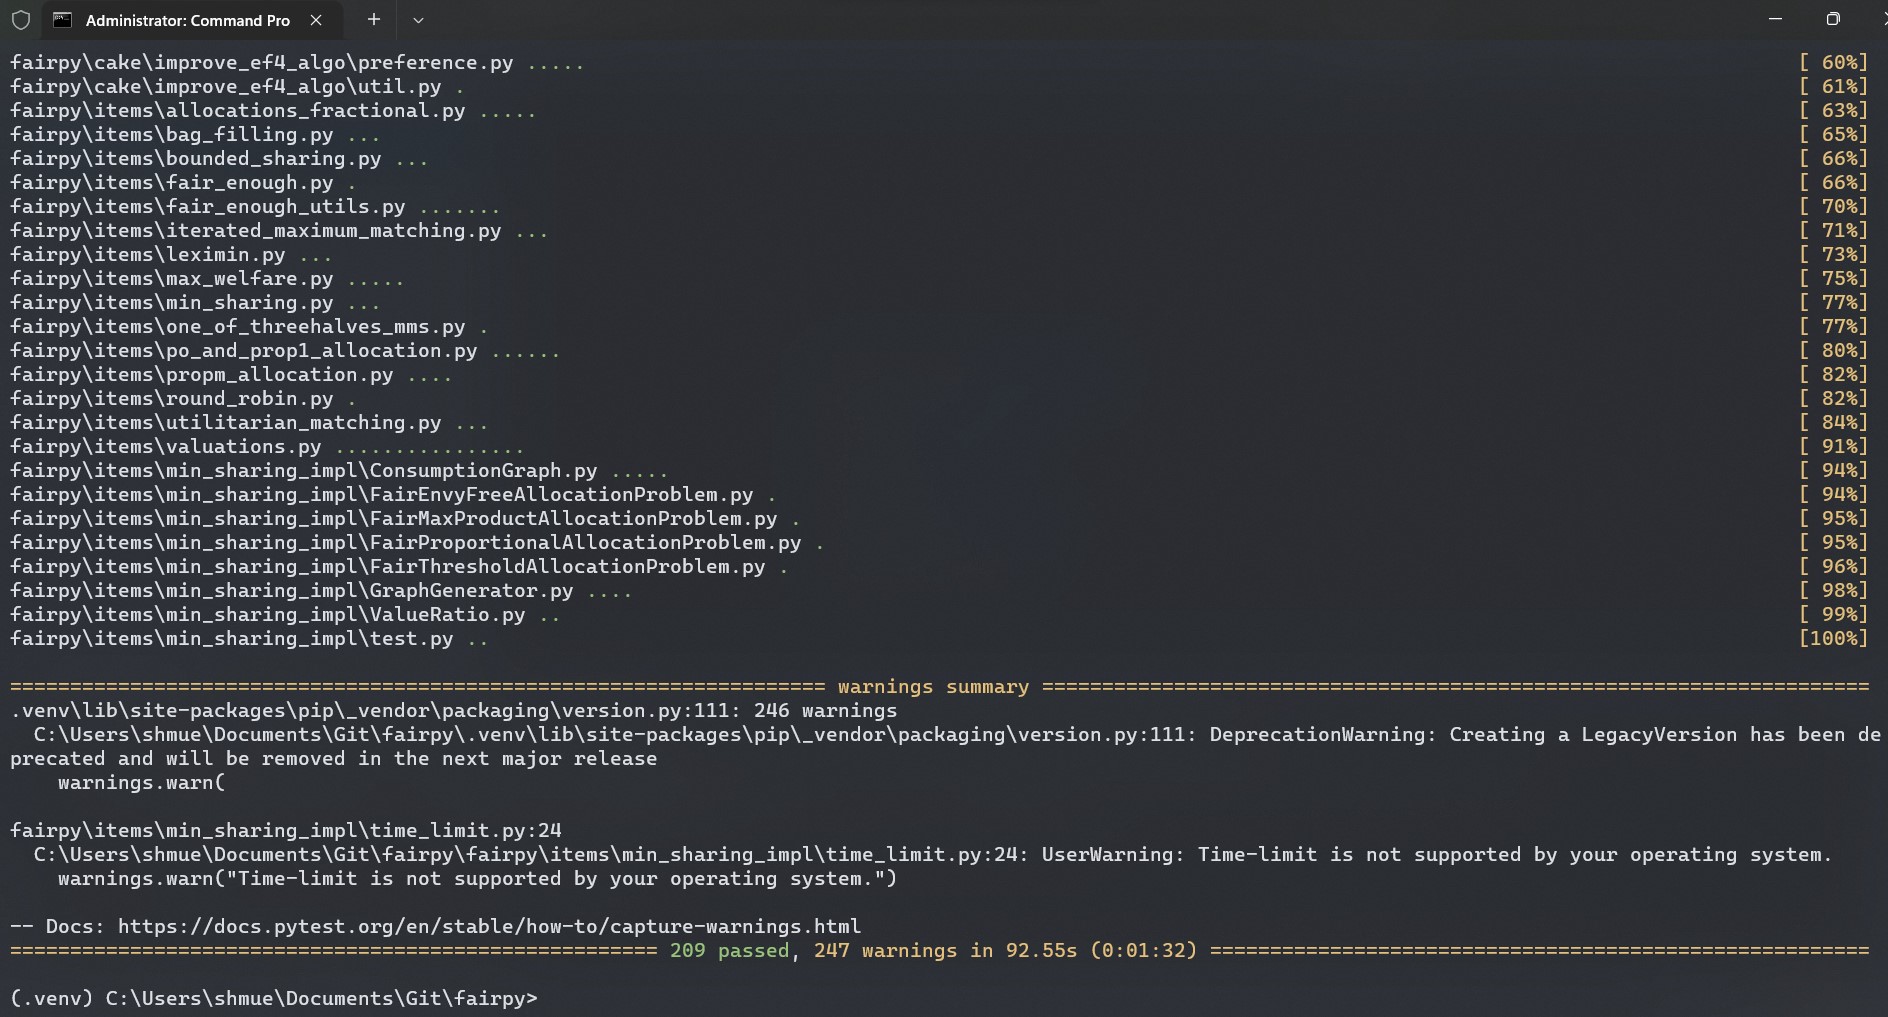 Administrator: Command Pro
fairpy\cake\improve_ef4_algo\preference.py ..... [ 60%]
fairpy\cake\improve_ef4_algo\util.py . [ 61%]
fairpy\items\allocations_fractional.py ..... [ 63%]
fairpy\items\bag_filling.py ... [ 65%]
fairpy\items\bounded_sharing.py ... [ 66%]
fairpy\items\fair_enough.py . [ 66%]
fairpy\items\fair_enough_utils.py ....... [ 70%]
fairpy\items\iterated_maximum_matching.py ... [ 71%]
fairpy\items\leximin.py ... [ 73%]
fairpy\items\max_welfare.py ..... [ 75%]
fairpy\items\min_sharing.py ... [ 77%]
fairpy\items\one_of_threehalves_mms.py . [ 77%]
fairpy\items\po_and_prop1_allocation.py ...... [ 80%]
fairpy\items\propm_allocation.py .... [ 82%]
fairpy\items\round_robin.py . [ 82%]
fairpy\items\utilitarian_matching.py ... [ 84%]
fairpy\items\valuations.py ................ [ 91%]
fairpy\items\min_sharing_impl\ConsumptionGraph.py ..... [ 94%]
fairpy\items\min_sharing_impl\FairEnvyFreeAllocationProblem.py . [ 94%]
fairpy\items\min_sharing_impl\FairMaxProductAllocationProblem.py . [ 95%]
fairpy\items\min_sharing_impl\FairProportionalAllocationProblem.py . [ 95%]
fairpy\items\min_sharing_impl\FairThresholdAllocationProblem.py . [ 96%]
fairpy\items\min_sharing_impl\GraphGenerator.py .... [ 98%]
fairpy\items\min_sharing_impl\ValueRatio.py .. [ 99%]
fairpy\items\min_sharing_impl\test.py .. [100%]
==================================================================== warnings summary =====================================================================
.venv\lib\site-packages\pip\_vendor\packaging\version.py:111: 246 warnings
C:\Users\shmue\Documents\Git\fairpy\.venv\lib\site-packages\pip\_vendor\packaging\version.py:111: DeprecationWarning: Creating a LegacyVersion has been de
precated and will be removed in the next major release
warnings.warn(
fairpy\items\min_sharing_impl\time_limit.py:24
C:\Users\shmue\Documents\Git\fairpy\fairpy\items\min_sharing_impl\time_limit.py:24: UserWarning: Time-limit is not supported by your operating system.
warnings.warn("Time-limit is not supported by your operating system.")
-- Docs: https://docs.pytest.org/en/stable/how-to/capture-warnings.html
====================================================== 209 passed, 247 warnings in 92.55s (0:01:32) =======================================================
(.venv) C:\Users\shmue\Documents\Git\fairpy>